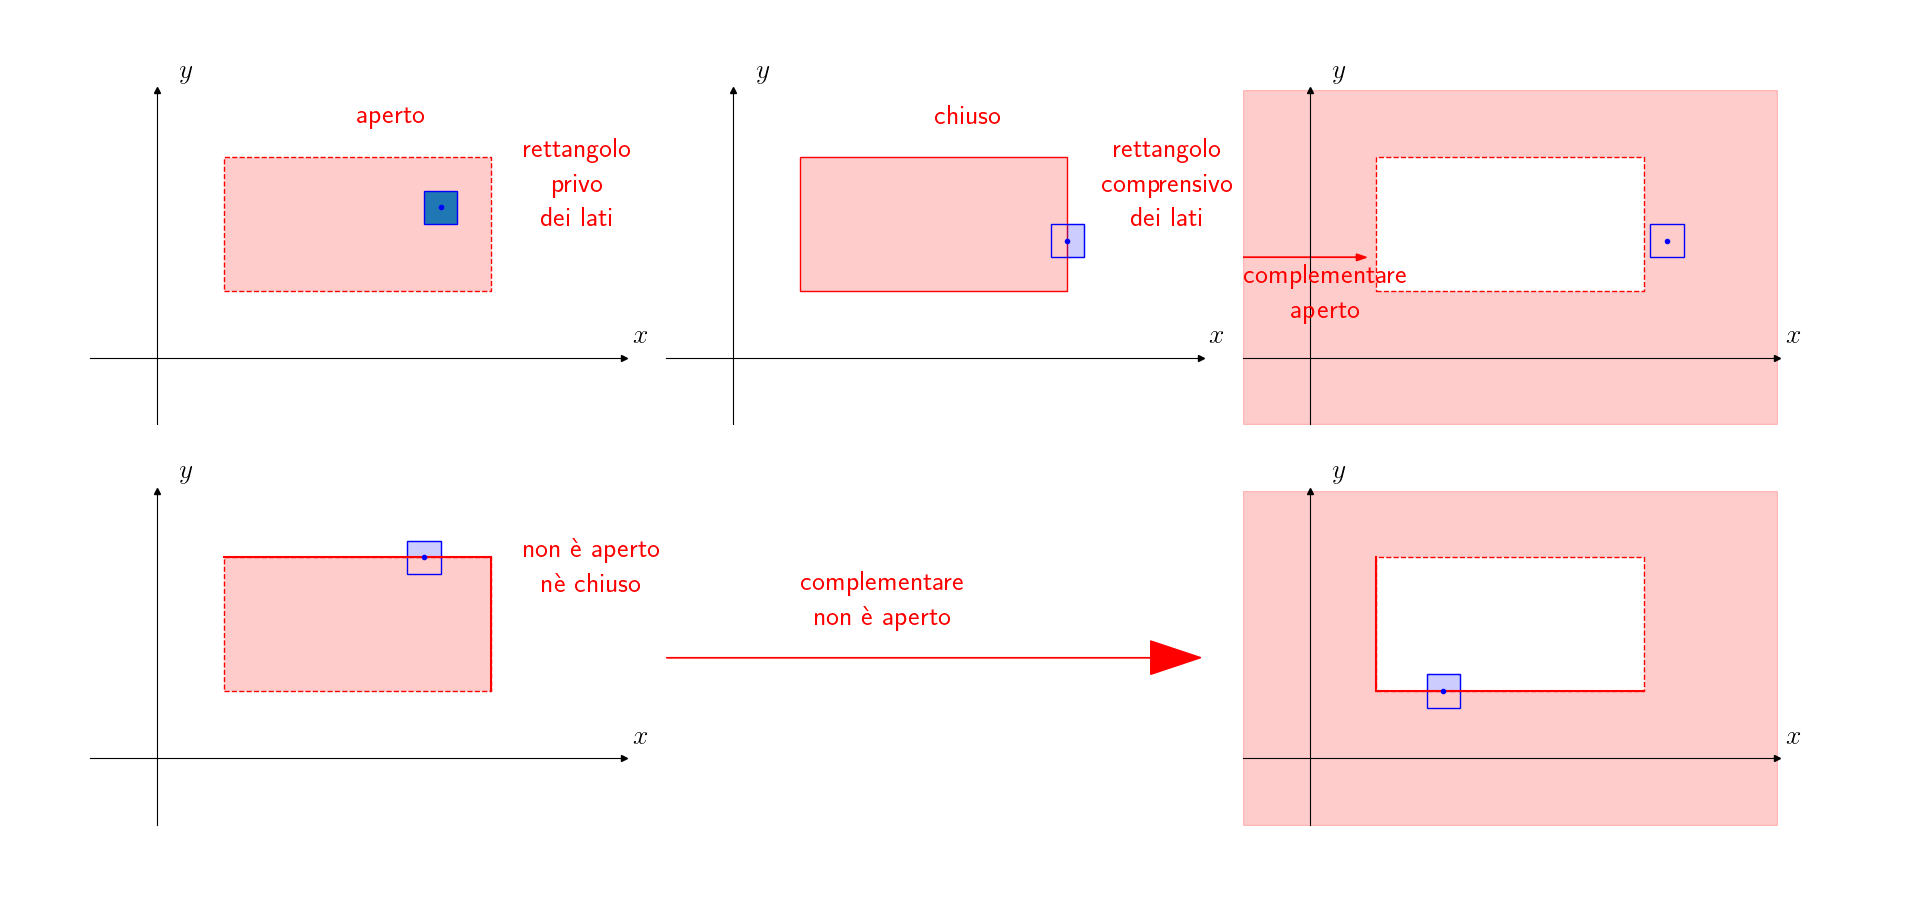 y
aperto
rettangolo
privo
dei lati
x
y
chiuso
rettangolo
comprensivo
dei lati
x
y
complementare
aperto
x
y
non è aperto
nè chiuso
x
complementare
non è aperto
y
x